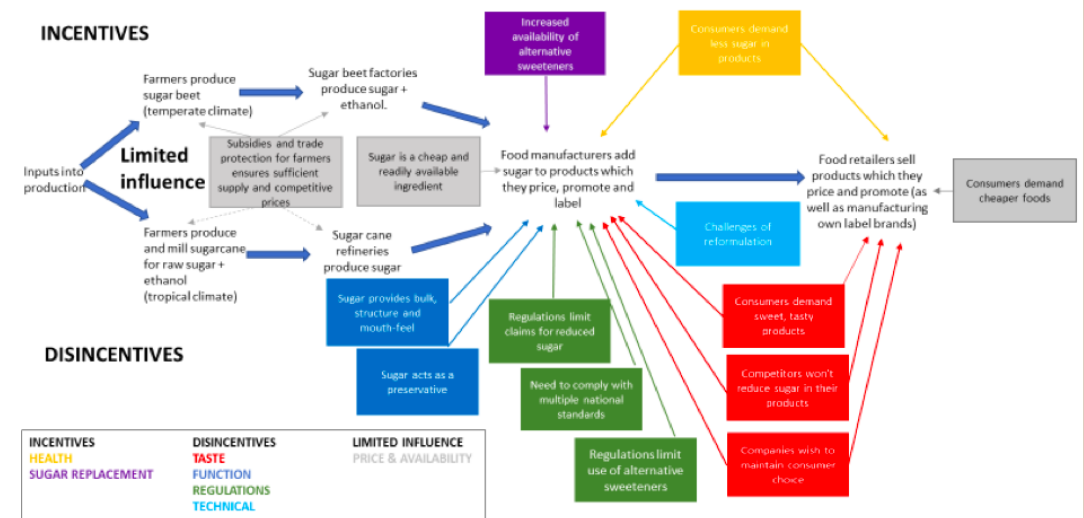 INCENTIVES
Increased
availability of
alternative
sweeteners
Consumers demand
less sugar in
products
Farmers produce
sugar beet
(temperate climate)
Sugar beet factories
produce sugar +
ethanol.
Inputs into
production
Limited
influence
Subsidies and trade
protection for farmers
ensures sufficient
supply and competitive
prices
Sugar is a cheap and
readily available
ingredient
Food manufacturers add
sugar to products which
they price, promote and
label
Food retailers sell
products which they
price and promote (as
well as manufacturing
own label brands)
Consumers demand
cheaper foods
Farmers produce
and mill sugarcane
for raw sugar +
ethanol
(tropical climate)
Sugar cane
refineries
produce sugar
Challenges of
reformulation
Sugar provides bulk,
structure and
mouth-feel
Regulations limit
claims for reduced
sugar
Consumers demand
sweet, tasty
products
DISINCENTIVES
Sugar acts as a
preservative
Need to comply with
multiple national
standards
Competitors won't
reduce sugar in their
products
Regulations limit
use of alternative
sweeteners
Companies wish to
maintain consumer
choice
INCENTIVES
HEALTH
SUGAR REPLACEMENT
DISINCENTIVES
TASTE
FUNCTION
REGULATIONS
TECHNICAL
LIMITED INFLUENCE
PRICE & AVAILABILITY